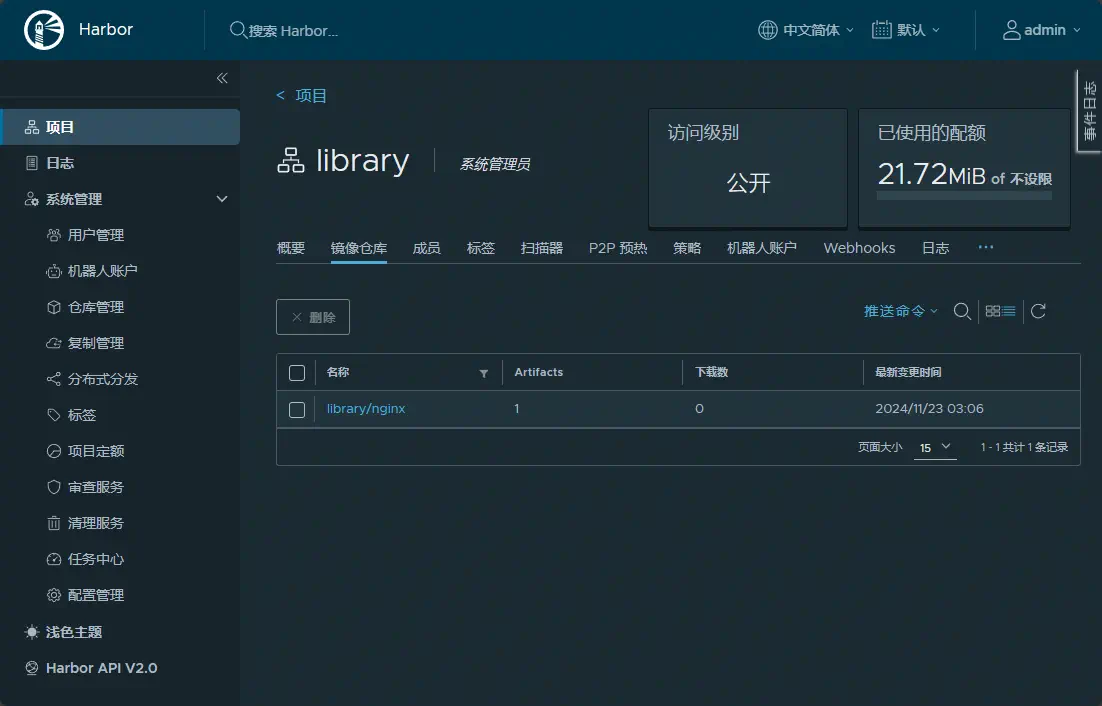 Harbor
搜索 Harbor...
中文简体
默认
admin
项目
日志
系统管理
用户管理
机器人账户
仓库管理
复制管理
分布式分发
标签
项目定额
审查服务
清理服务
任务中心
配置管理
浅色主题
Harbor API V2.0
< 项目
library
系统管理员
访问级别
公开
已使用的配额
21.72MiB of 不设限
事件日志
概要 镜像仓库 成员 标签 扫描器 P2P 预热 策略 机器人账户 Webhooks 日志 ...
删除
推送命令
名称 Artifacts 下载数 最新变更时间
library/nginx 1 0 2024/11/23 03:06
页面大小 15 1 - 1 共计 1 条记录